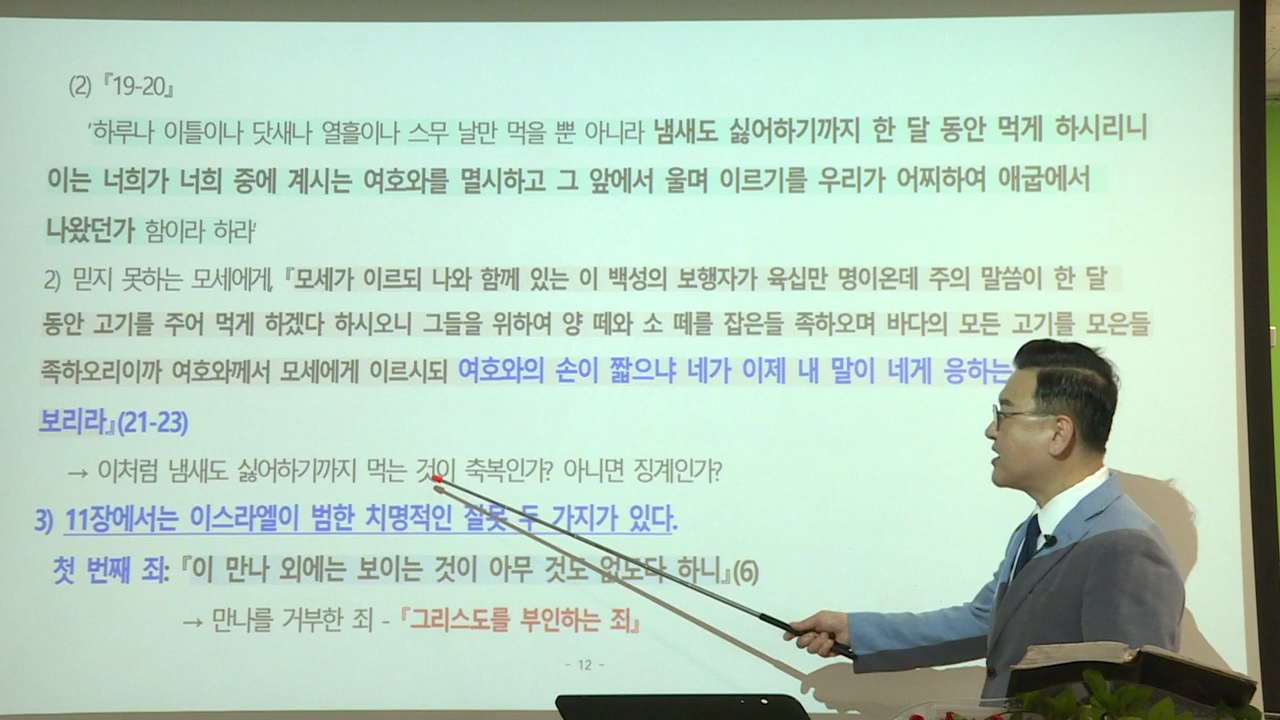 (2) 『19-20』
'하루나 이틀이나 닷새나 열흘이나 스무 날만 먹을 뿐 아니라 냄새도 싫어하기까지 한 달 동안 먹게 하시리니
이는 너희가 너희 중에 계시는 여호와를 멸시하고 그 앞에서 울며 이르기를 우리가 어찌하여 애굽에서
나왔던가 함이라 하라'
2) 믿지 못하는 모세에게, 『모세가 이르되 나와 함께 있는 이 백성의 보행자가 육십만 명이온데 주의 말씀이 한 달
동안 고기를 주어 먹게 하겠다 하시오니 그들을 위하여 양 떼와 소 떼를 잡은들 족하오며 바다의 모든 고기를 모은들
족하오리이까 여호와께서 모세에게 이르시되 여호와의 손이 짧으냐 네가 이제 내 말이 네게 응하는
보리라』(21-23)
→ 이처럼 냄새도 싫어하기까지 먹는 것이 축복인가? 아니면 징계인가?
3) 11장에서는 이스라엘이 범한 치명적인 잘못 두 가지가 있다.
첫 번째 죄: 『이 만나 외에는 보이는 것이 아무 것도 없도다 하니』(6)
→ 만나를 거부한 죄 - 『그리스도를 부인하는 죄』
- 12 -